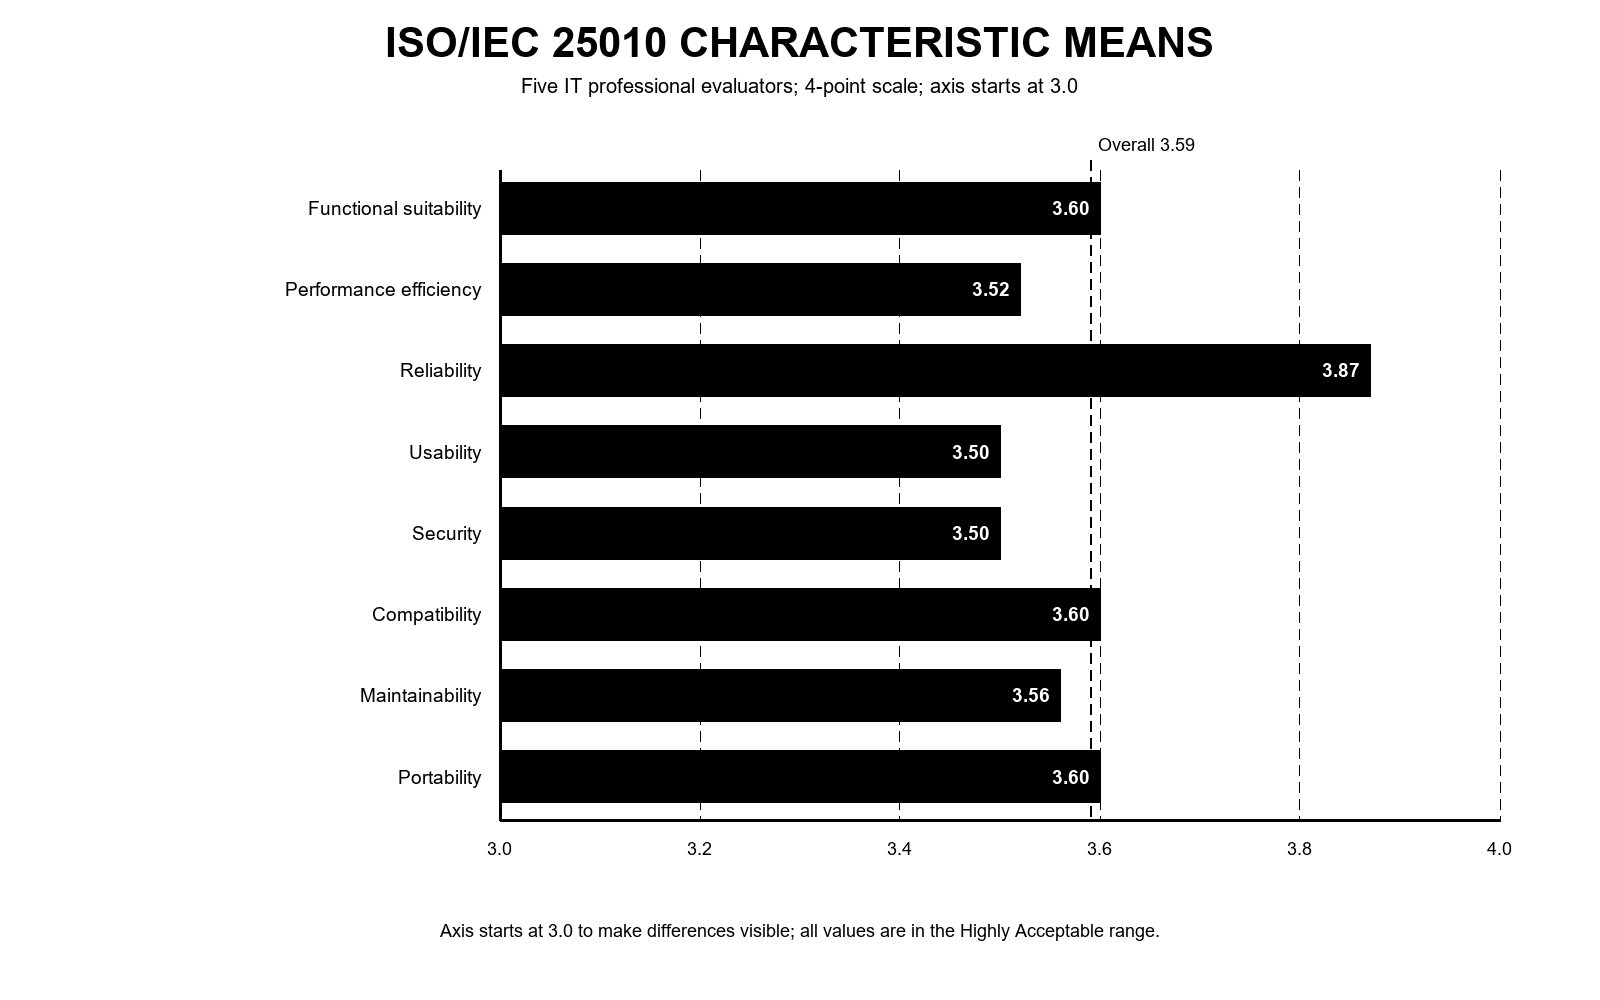 ISO/IEC 25010 CHARACTERISTIC MEANS
Five IT professional evaluators; 4-point scale; axis starts at 3.0
Overall 3.59
Functional suitability 3.60
Performance efficiency 3.52
Reliability 3.87
Usability 3.50
Security 3.50
Compatibility 3.60
Maintainability 3.56
Portability 3.60
3.0 3.2 3.4 3.6 3.8 4.0
Axis starts at 3.0 to make differences visible; all values are in the Highly Acceptable range.